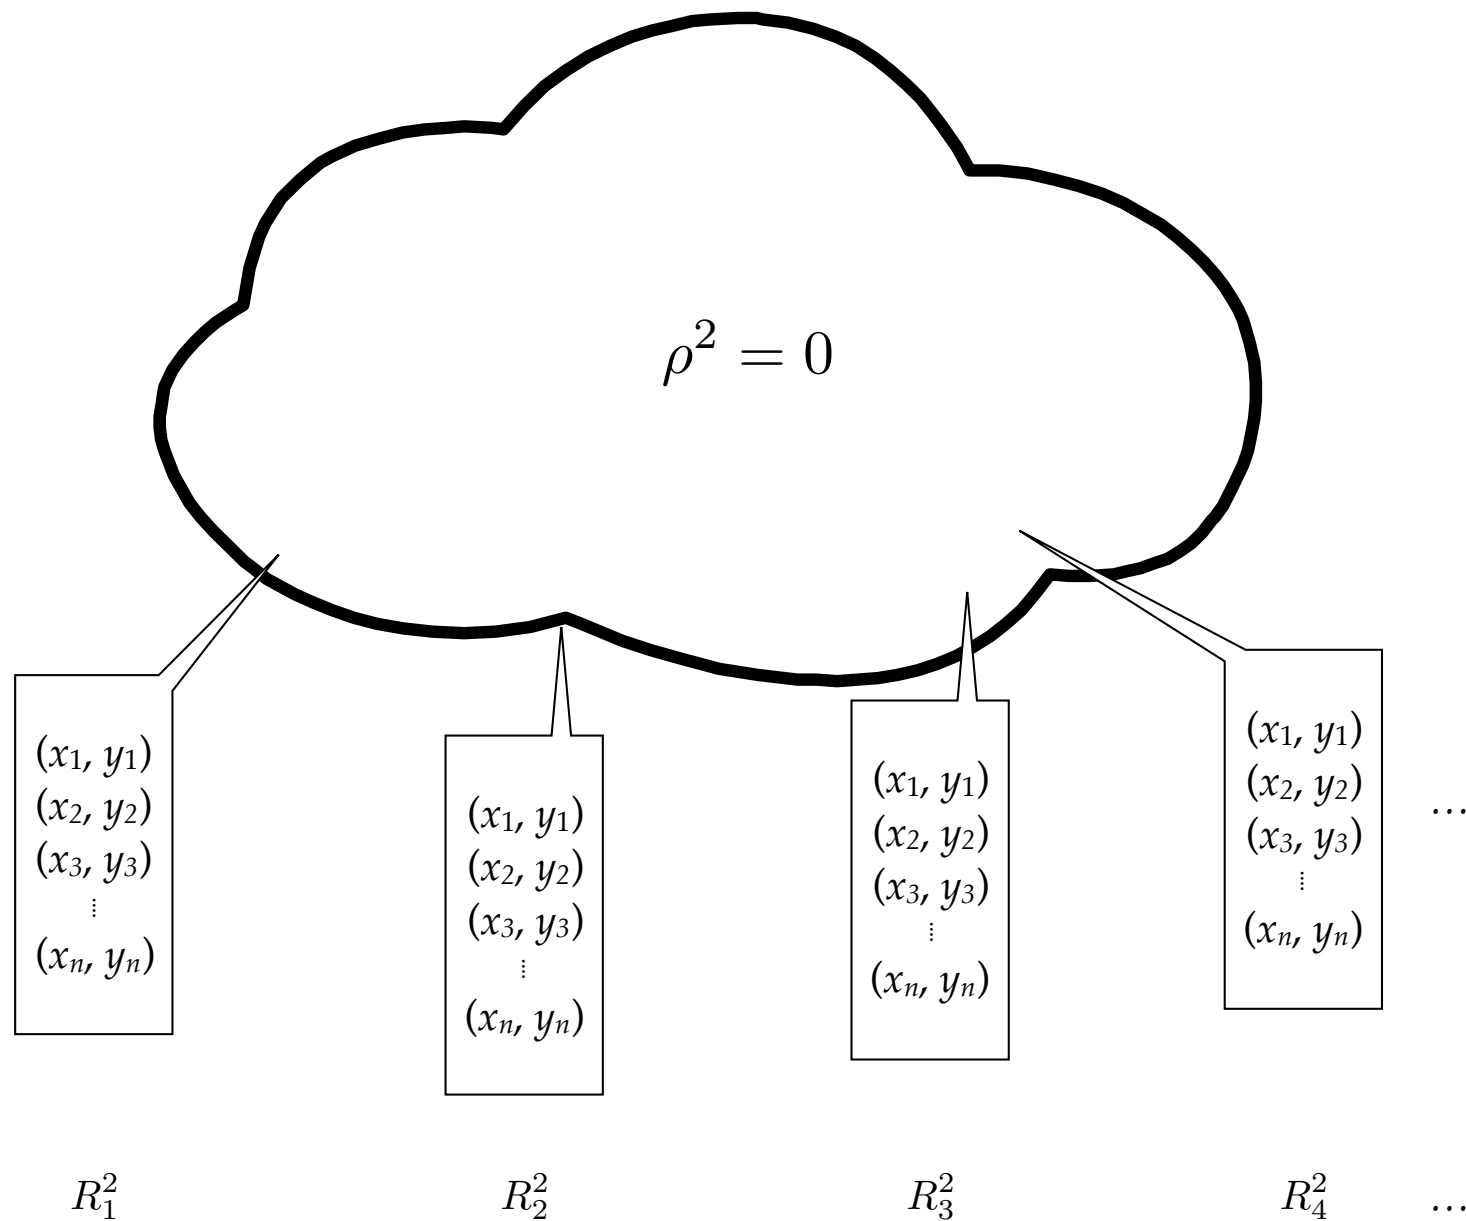 ρ² = 0
(x₁, y₁)
(x₂, y₂)
(x₃, y₃)
⋮
(xₙ, yₙ)
(x₁, y₁)
(x₂, y₂)
(x₃, y₃)
⋮
(xₙ, yₙ)
(x₁, y₁)
(x₂, y₂)
(x₃, y₃)
⋮
(xₙ, yₙ)
(x₁, y₁)
(x₂, y₂)
(x₃, y₃)
⋮
(xₙ, yₙ)
...
R₁² R₂² R₃² R₄² ...